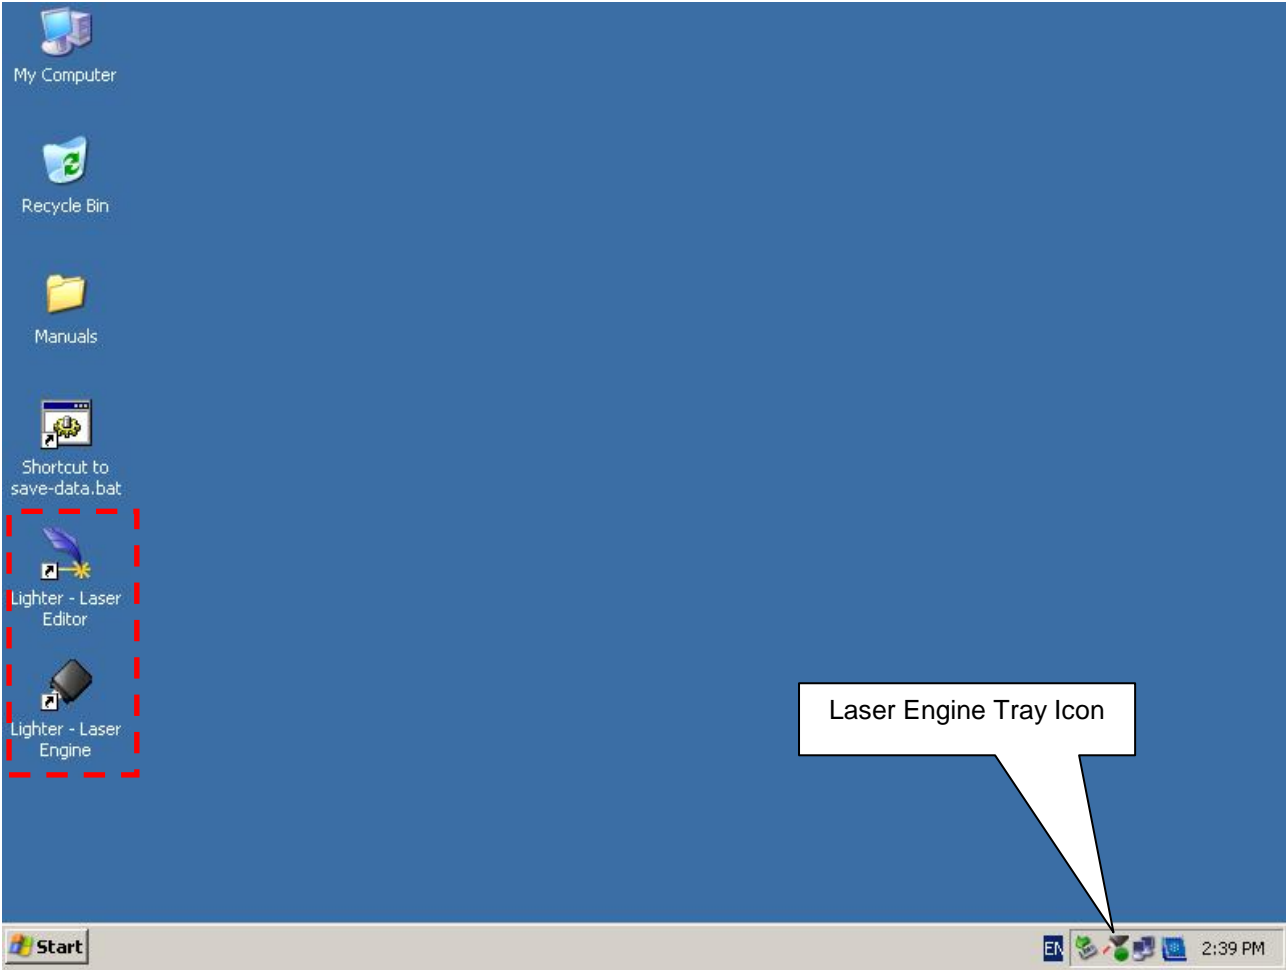 My Computer
Recycle Bin
Manuals
Shortcut to
save-data.bat
Lighter - Laser
Editor
Lighter - Laser
Engine
Laser Engine Tray Icon
Start
EN
2:39 PM